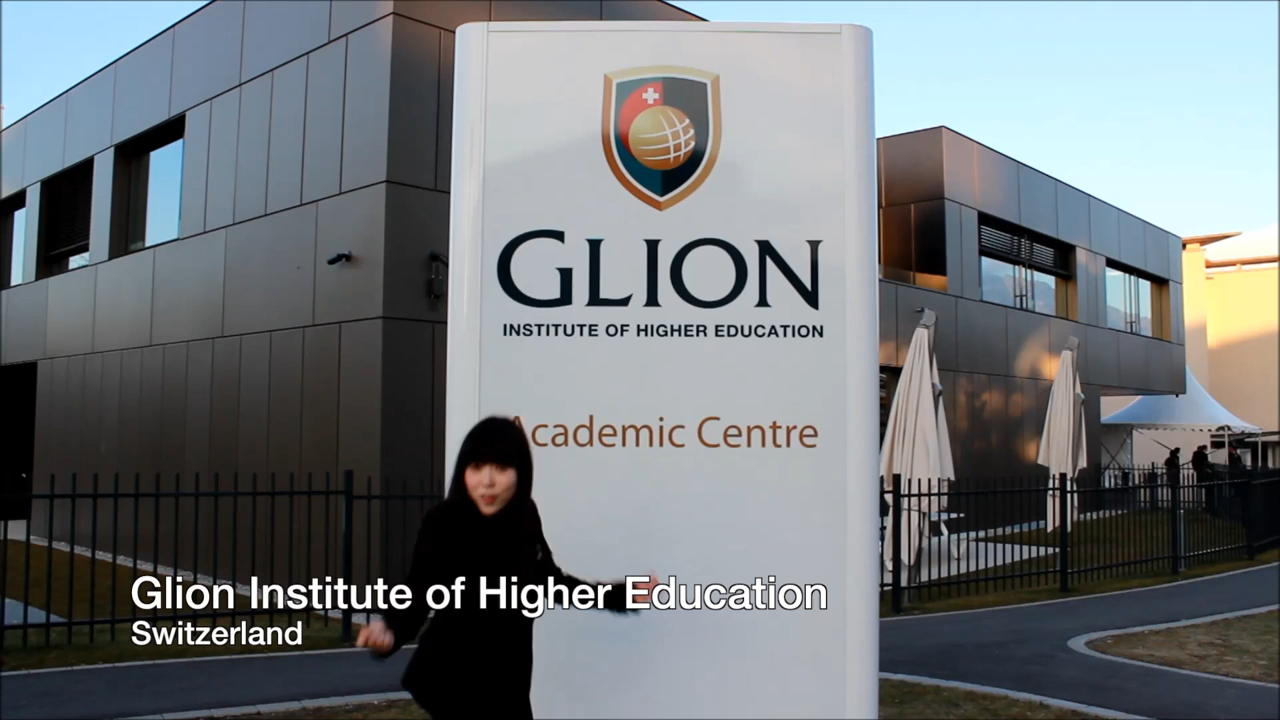 GLION
INSTITUTE OF HIGHER EDUCATION
Academic Centre
Glion Institute of Higher Education
Switzerland